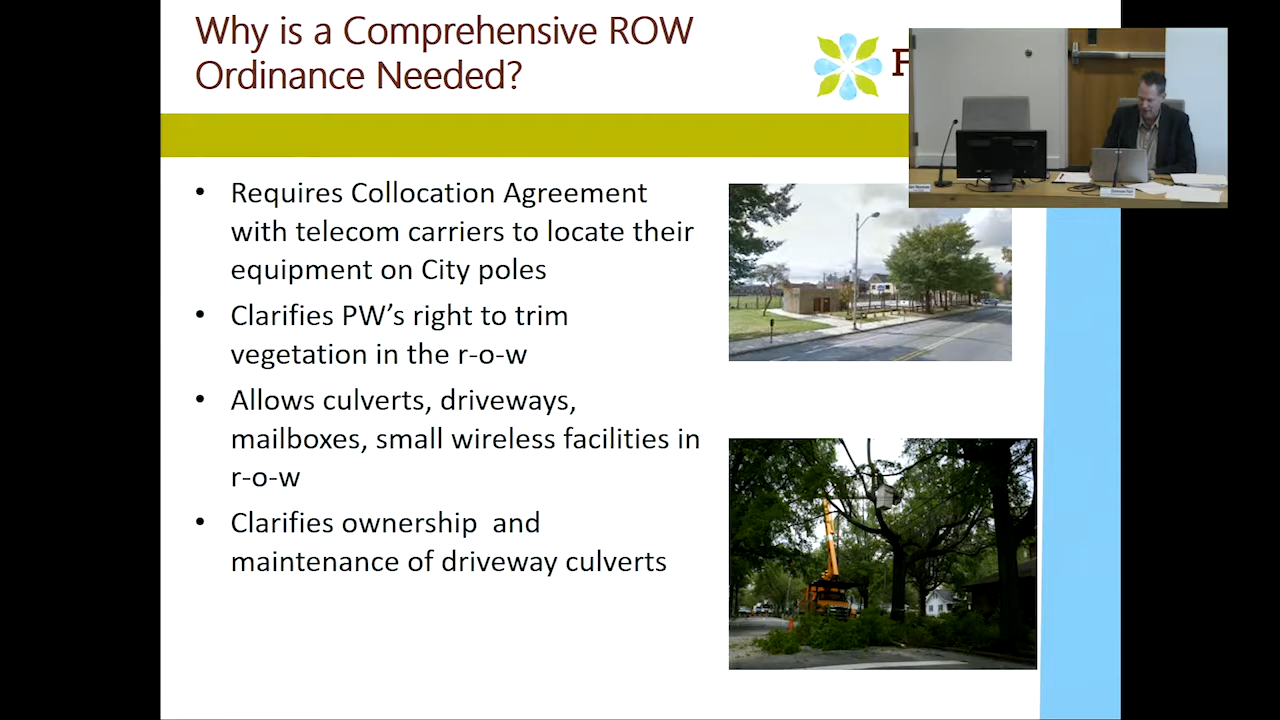 Why is a Comprehensive ROW
Ordinance Needed?
F
• Requires Collocation Agreement
with telecom carriers to locate their
equipment on City poles
• Clarifies PW’s right to trim
vegetation in the r-o-w
• Allows culverts, driveways,
mailboxes, small wireless facilities in
r-o-w
• Clarifies ownership and
maintenance of driveway culverts